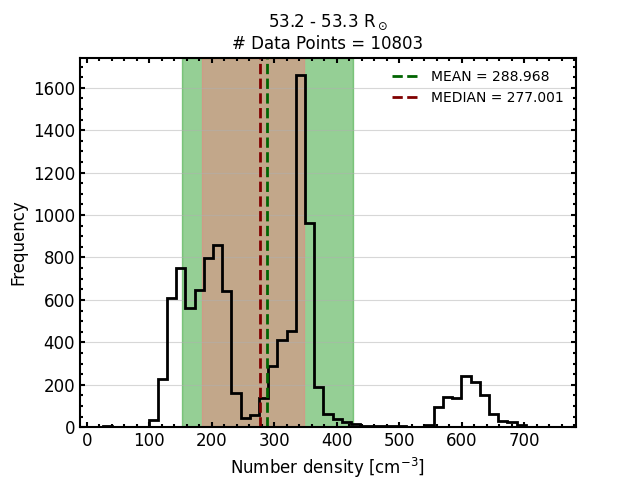 53.2 - 53.3 R⊙
# Data Points = 10803
MEAN = 288.968
MEDIAN = 277.001
1600
1400
1200
1000
800
600
400
200
0
Frequency
0 100 200 300 400 500 600 700
Number density [cm⁻³]